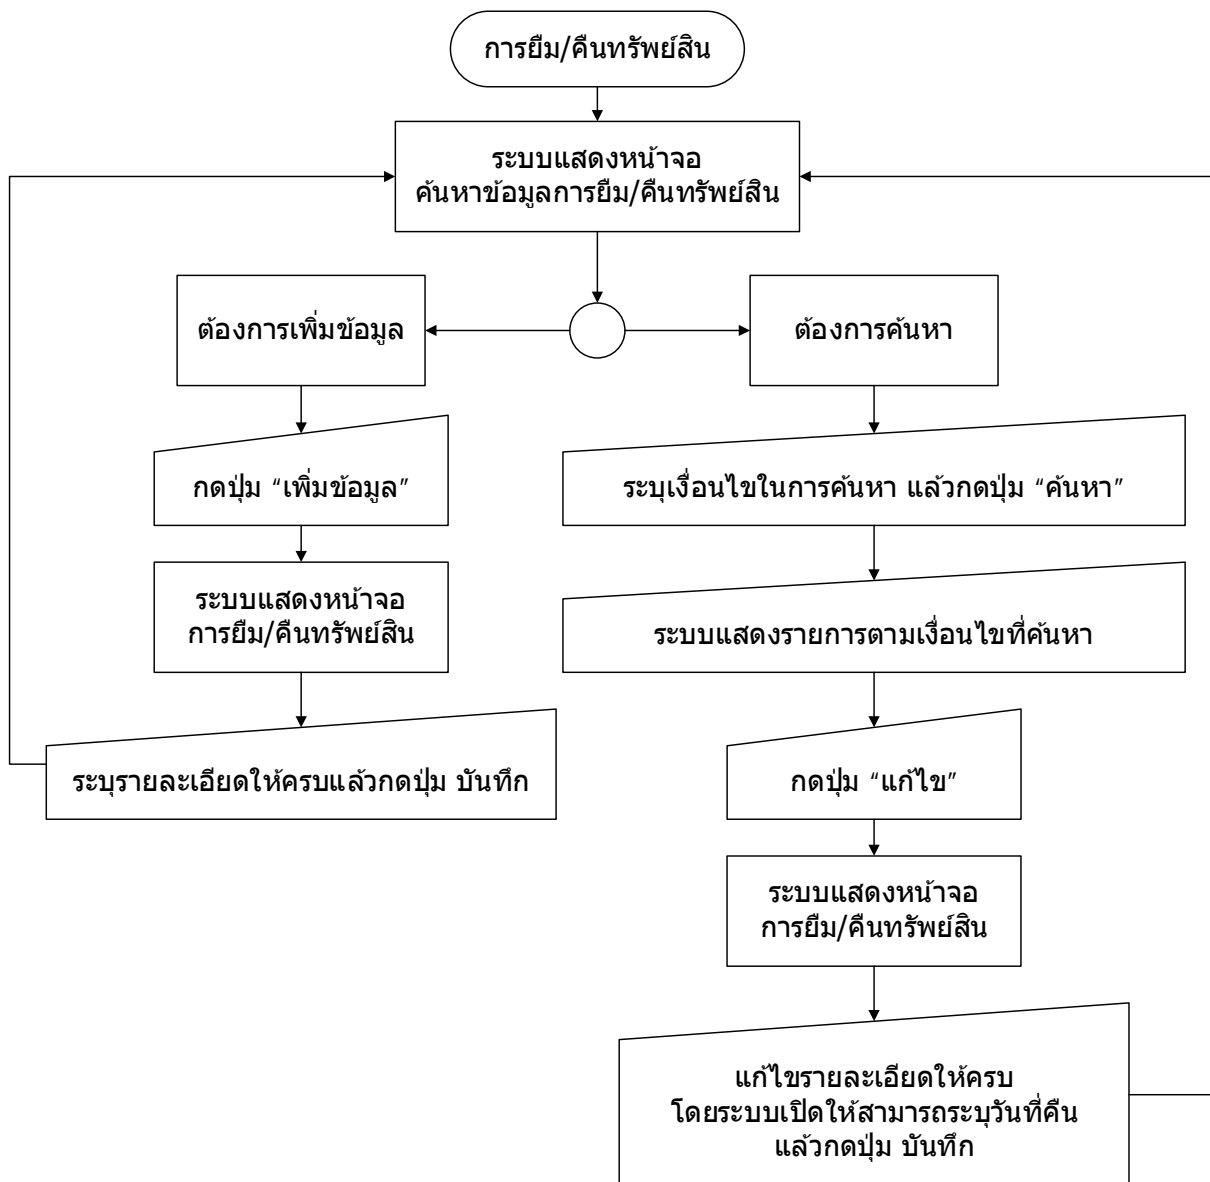 การยืม/คืนทรัพย์สิน
ระบบแสดงหน้าจอ
ค้นหาข้อมูลการยืม/คืนทรัพย์สิน
ต้องการเพิ่มข้อมูล
ต้องการค้นหา
กดปุ่ม “เพิ่มข้อมูล”
ระบุเงื่อนไขในการค้นหา แล้วกดปุ่ม “ค้นหา”
ระบบแสดงหน้าจอ
การยืม/คืนทรัพย์สิน
ระบบแสดงรายการตามเงื่อนไขที่ค้นหา
ระบุรายละเอียดให้ครบแล้วกดปุ่ม บันทึก
กดปุ่ม “แก้ไข”
ระบบแสดงหน้าจอ
การยืม/คืนทรัพย์สิน
แก้ไขรายละเอียดให้ครบ
โดยระบบเปิดให้สามารถระบุวันที่คืน
แล้วกดปุ่ม บันทึก